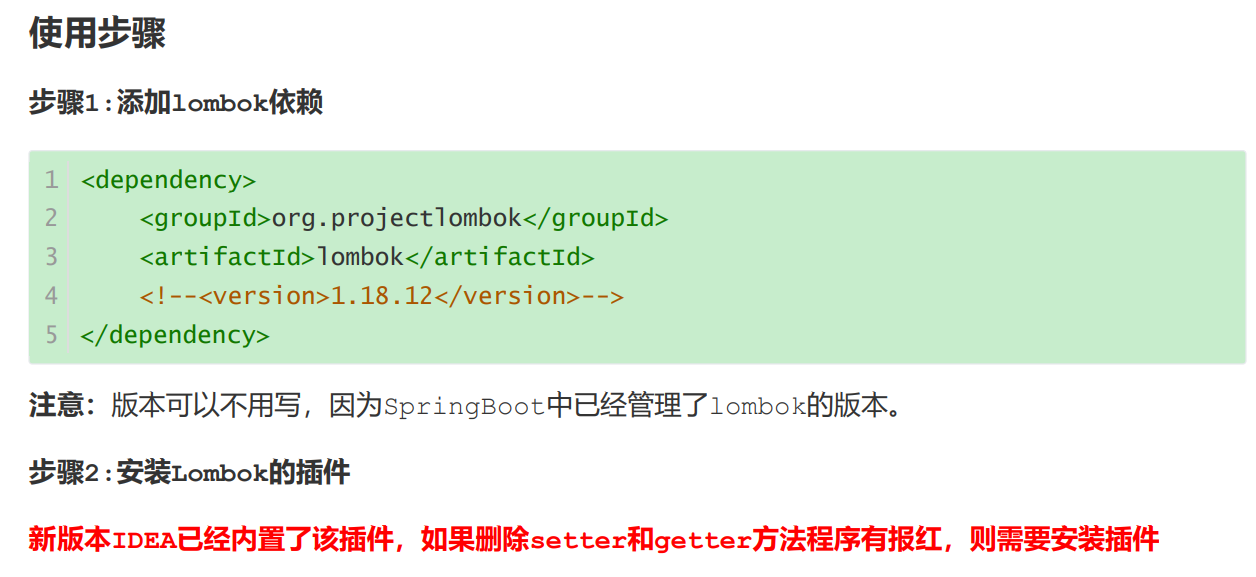 使用步骤
步骤1:添加lombok依赖
1 <dependency>
2     <groupId>org.projectlombok</groupId>
3     <artifactId>lombok</artifactId>
4     <!--<version>1.18.12</version>-->
5 </dependency>
注意：版本可以不用写，因为SpringBoot中已经管理了lombok的版本。
步骤2:安装Lombok的插件
新版本IDEA已经内置了该插件，如果删除setter和getter方法程序有报红，则需要安装插件